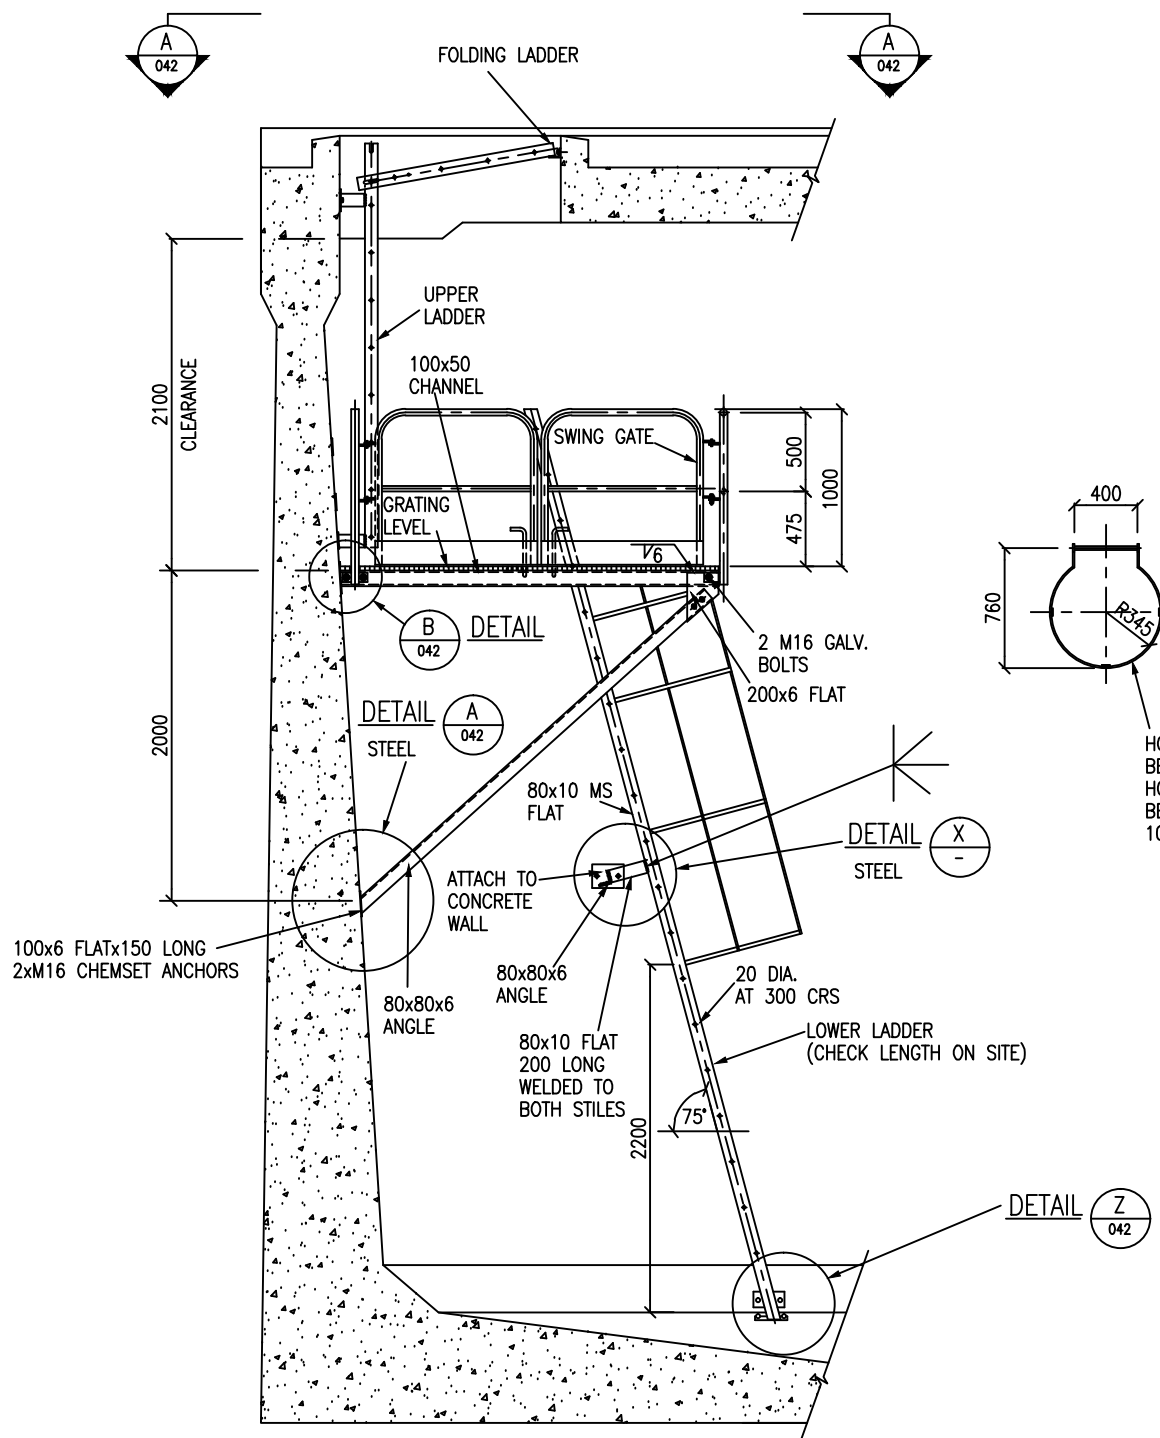 A
042
A
042
FOLDING LADDER
UPPER
LADDER
2100
CLEARANCE
100x50
CHANNEL
SWING GATE
500
1000
475
GRATING
LEVEL
6
400
760
R345
B
042
DETAIL
2 M16 GALV.
BOLTS
200x6 FLAT
DETAIL
A
042
STEEL
2000
80x10 MS
FLAT
DETAIL
X
-
STEEL
ATTACH TO
CONCRETE
WALL
100x6 FLATx150 LONG
2xM16 CHEMSET ANCHORS
80x80x6
ANGLE
80x80x6
ANGLE
20 DIA.
AT 300 CRS
80x10 FLAT
200 LONG
WELDED TO
BOTH STILES
LOWER LADDER
(CHECK LENGTH ON SITE)
75°
2200
DETAIL
Z
042